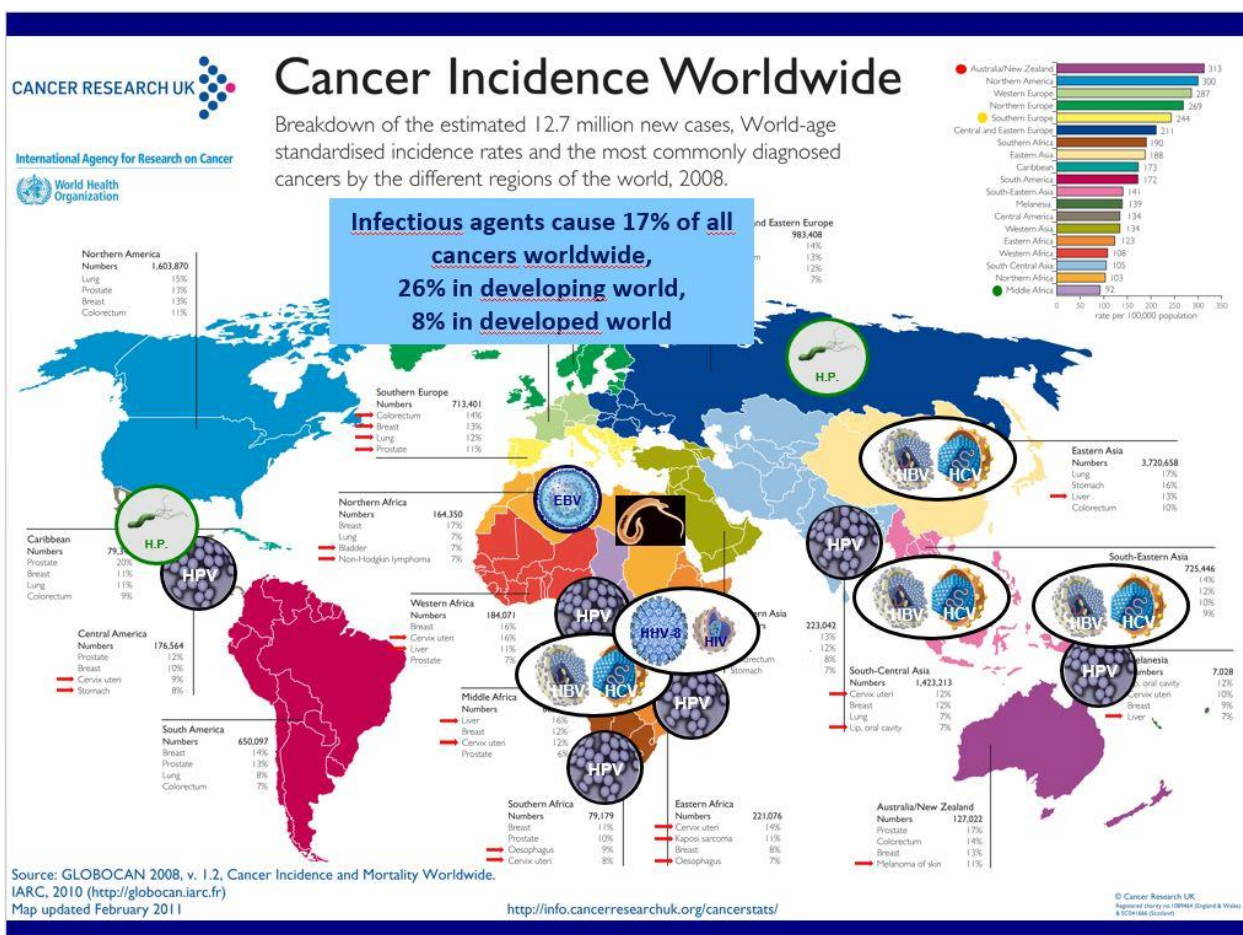 CANCER RESEARCH UK
International Agency for Research on Cancer
World Health
Organization
Cancer Incidence Worldwide
Breakdown of the estimated 12.7 million new cases, World-age
standardised incidence rates and the most commonly diagnosed
cancers by the different regions of the world, 2008.
Infectious agents cause 17% of all
cancers worldwide,
26% in developing world,
8% in developed world
Australia/New Zealand 313
Northern America 300
Western Europe 287
Northern Europe 269
Southern Europe 244
Central and Eastern Europe 211
Southern Africa 190
Eastern Asia 188
Caribbean 173
South America 172
South-Eastern Asia 141
Melanesia 139
Central America 134
Western Asia 134
Eastern Africa 123
Western Africa 108
South Central Asia 105
Northern Africa 103
Middle Africa 92
0 50 100 150 200 250 300 350
rate per 100,000 population
and Eastern Europe
983,408
14%
13%
12%
7%
Northern America
Numbers 1,603,870
Lung 15%
Prostate 13%
Breast 13%
Colorectum 11%
H.P.
Southern Europe
Numbers 713,401
Colorectum 14%
Breast 13%
Lung 12%
Prostate 11%
HBV HCV
Eastern Asia
Numbers 3,720,658
Lung 17%
Stomach 16%
Liver 13%
Colorectum 10%
Northern Africa
Numbers 164,350
Breast 17%
Lung 7%
Bladder 7%
Non-Hodgkin lymphoma 7%
EBV
H.P.
HPV
Caribbean
Numbers
Prostate 20%
Breast 11%
Lung 11%
Colorectum 9%
HPV
South-Eastern Asia
725,446
14%
12%
10%
9%
HBV HCV
HBV HCV
HPV
Western Africa
Numbers 184,071
Breast 16%
Cervix uteri 16%
Liver 11%
Prostate 7%
HPV
HHV-8 HIV
HBV HCV
HPV
HPV
Asia
223,042
13%
12%
8%
Stomach 7%
Central America
Numbers 176,564
Prostate 12%
Breast 10%
Cervix uteri 9%
Stomach 8%
South-Central Asia
Numbers 1,423,213
Cervix uteri 12%
Breast 12%
Lung 7%
Lip, oral cavity 7%
7,028
oral cavity 12%
10%
Breast 9%
Liver 7%
Middle Africa
Numbers
Liver 16%
Breast 12%
Cervix uteri 12%
Prostate 6%
South America
Numbers 650,097
Breast 14%
Prostate 13%
Lung 8%
Colorectum 7%
Southern Africa
Numbers 79,179
Breast 11%
Prostate 10%
Oesophagus 9%
Cervix uteri 8%
Eastern Africa
Numbers 221,076
Cervix uteri 14%
Kaposi sarcoma 11%
Breast 8%
Oesophagus 7%
Australia/New Zealand
Numbers 127,022
Prostate 17%
Colorectum 14%
Breast 13%
Melanoma of skin 11%
Source: GLOBOCAN 2008, v. 1.2, Cancer Incidence and Mortality Worldwide.
IARC, 2010 (http://globocan.iarc.fr)
Map updated February 2011
http://info.cancerresearchuk.org/cancerstats/
© Cancer Research UK
Registered charity no.1089464 (England & Wales)
& SC041666 (Scotland)